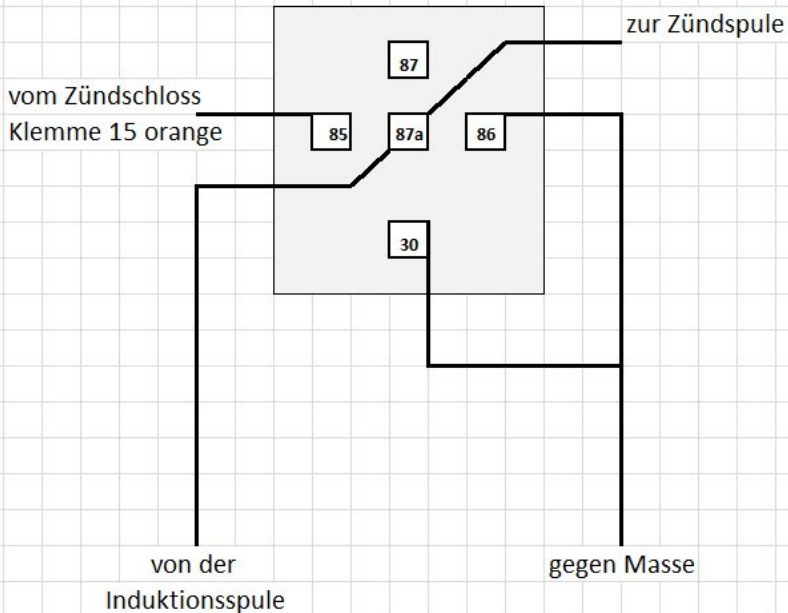 zur Zündspule
87
vom Zündschloss
Klemme 15 orange
85
87a
86
30
von der
Induktionsspule
gegen Masse